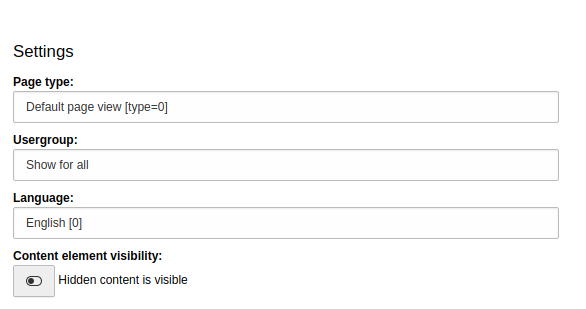 Settings
Page type:
Default page view [type=0]
Usergroup:
Show for all
Language:
English [0]
Content element visibility:
Hidden content is visible